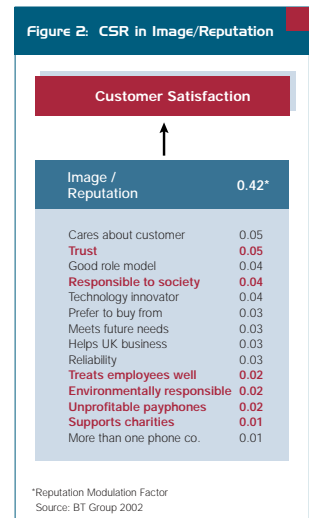 Figure 2: CSR in Image/Reputation
Customer Satisfaction
Image /
Reputation 0.42*
Cares about customer 0.05
Trust 0.05
Good role model 0.04
Responsible to society 0.04
Technology innovator 0.04
Prefer to buy from 0.03
Meets future needs 0.03
Helps UK business 0.03
Reliability 0.03
Treats employees well 0.02
Environmentally responsible 0.02
Unprofitable payphones 0.02
Supports charities 0.01
More than one phone co. 0.01
*Reputation Modulation Factor
Source: BT Group 2002